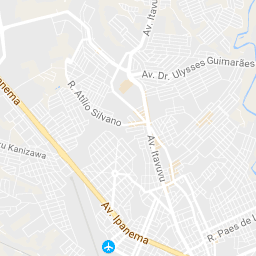 Av. Itavuvu
Av. Dr. Ulysses Guimarães
Ipanema
R. Atílio Silvano
Av. Itavuvu
Kanizawa
Av. Ipanema
R. Paes de L